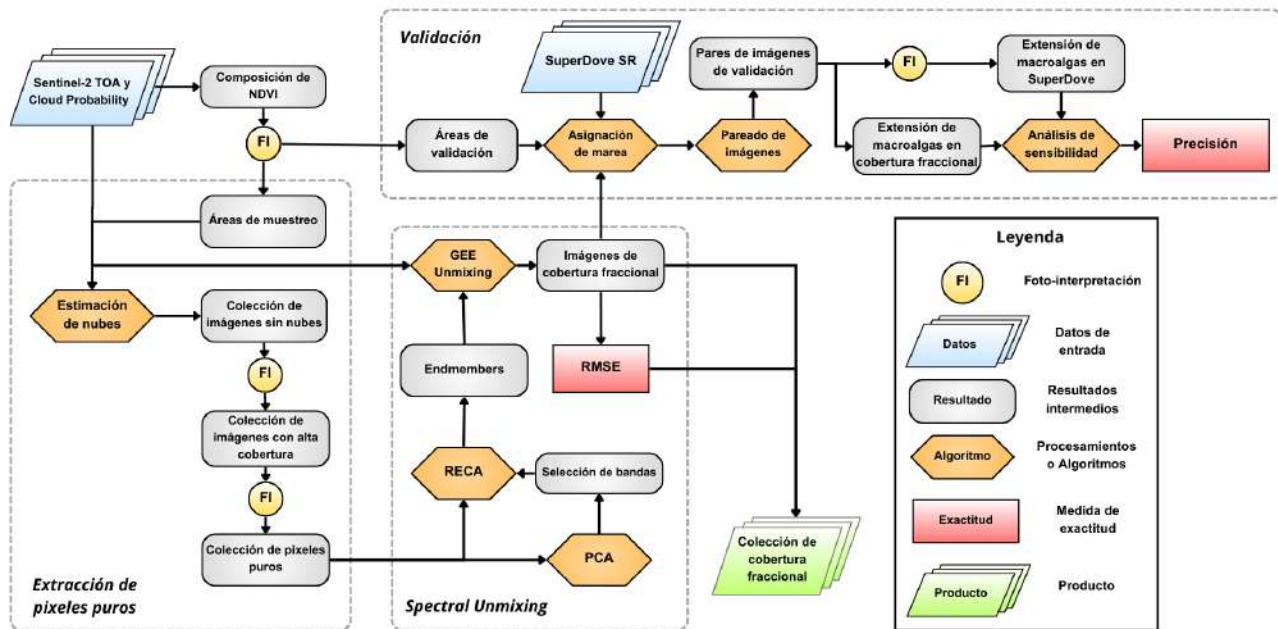 Sentinel-2 TOA y
Cloud Probability
Composición de
NDVI
FI
Áreas de muestreo
Estimación
de nubes
Colección de
imágenes sin nubes
FI
Colección de
imágenes con alta
cobertura
FI
Colección de pixeles
puros
Extracción de
pixeles puros
Validación
SuperDove SR
Pares de imágenes
de validación
FI
Extensión de
macroalgas en
SuperDove
Áreas de
validación
Asignación
de marea
Pareado de
imágenes
Extensión de
macroalgas en
cobertura fraccional
Análisis de
sensibilidad
Precisión
GEE
Unmixing
Imágenes de
cobertura fraccional
Endmembers
RMSE
RECA
Selección de bandas
PCA
Spectral Unmixing
Colección de
cobertura
fraccional
Leyenda
FI
Foto-interpretación
Datos
Datos de
entrada
Resultado
Resultados
intermedios
Algoritmo
Procesamientos
o Algoritmos
Exactitud
Medida de
exactitud
Producto
Producto